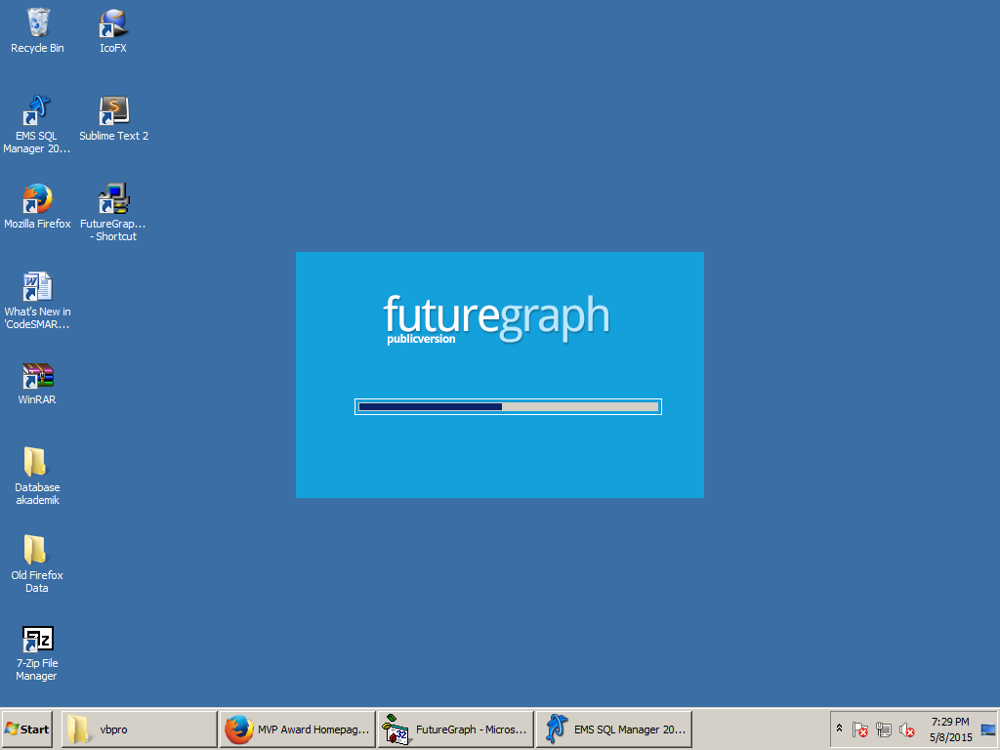 Recycle Bin
IcoFX
EMS SQL
Manager 20...
Sublime Text 2
Mozilla Firefox
FutureGrap...
- Shortcut
What's New in
'CodeSMAR...
WinRAR
Database
akademik
Old Firefox
Data
7-Zip File
Manager
futuregraph
publicversion
Start
vbpro
MVP Award Homepag...
FutureGraph - Micros...
EMS SQL Manager 20...
7:29 PM
5/8/2015